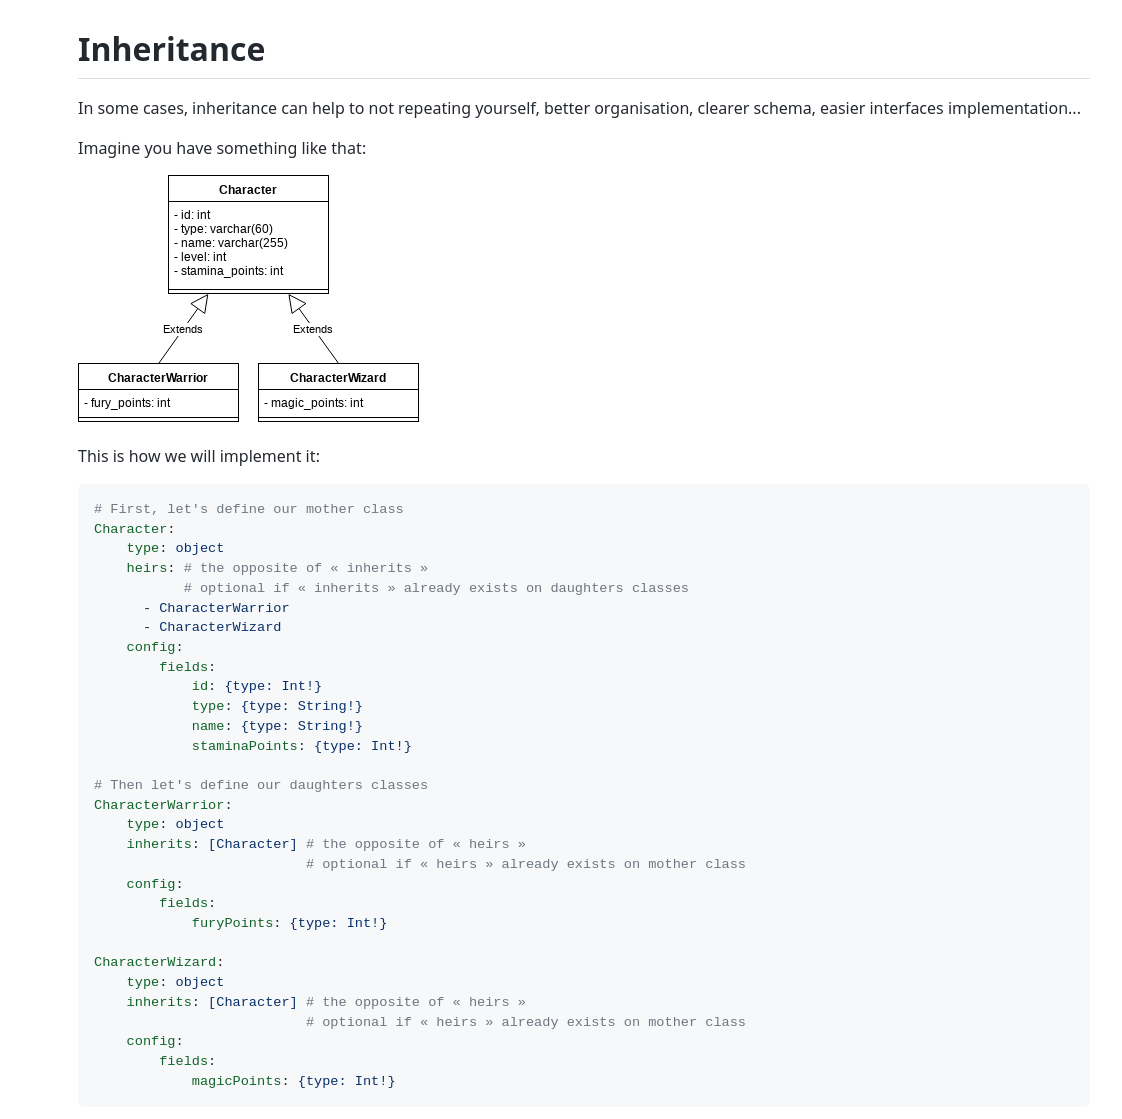 Inheritance
In some cases, inheritance can help to not repeating yourself, better organisation, clearer schema, easier interfaces implementation...
Imagine you have something like that:
Character
- id: int
- type: varchar(60)
- name: varchar(255)
- level: int
- stamina_points: int
Extends
Extends
CharacterWarrior
- fury_points: int
CharacterWizard
- magic_points: int
This is how we will implement it:
# First, let's define our mother class
Character:
    type: object
    heirs: # the opposite of « inherits »
           # optional if « inherits » already exists on daughters classes
      - CharacterWarrior
      - CharacterWizard
    config:
        fields:
            id: {type: Int!}
            type: {type: String!}
            name: {type: String!}
            staminaPoints: {type: Int!}

# Then let's define our daughters classes
CharacterWarrior:
    type: object
    inherits: [Character] # the opposite of « heirs »
                          # optional if « heirs » already exists on mother class
    config:
        fields:
            furyPoints: {type: Int!}

CharacterWizard:
    type: object
    inherits: [Character] # the opposite of « heirs »
                          # optional if « heirs » already exists on mother class
    config:
        fields:
            magicPoints: {type: Int!}